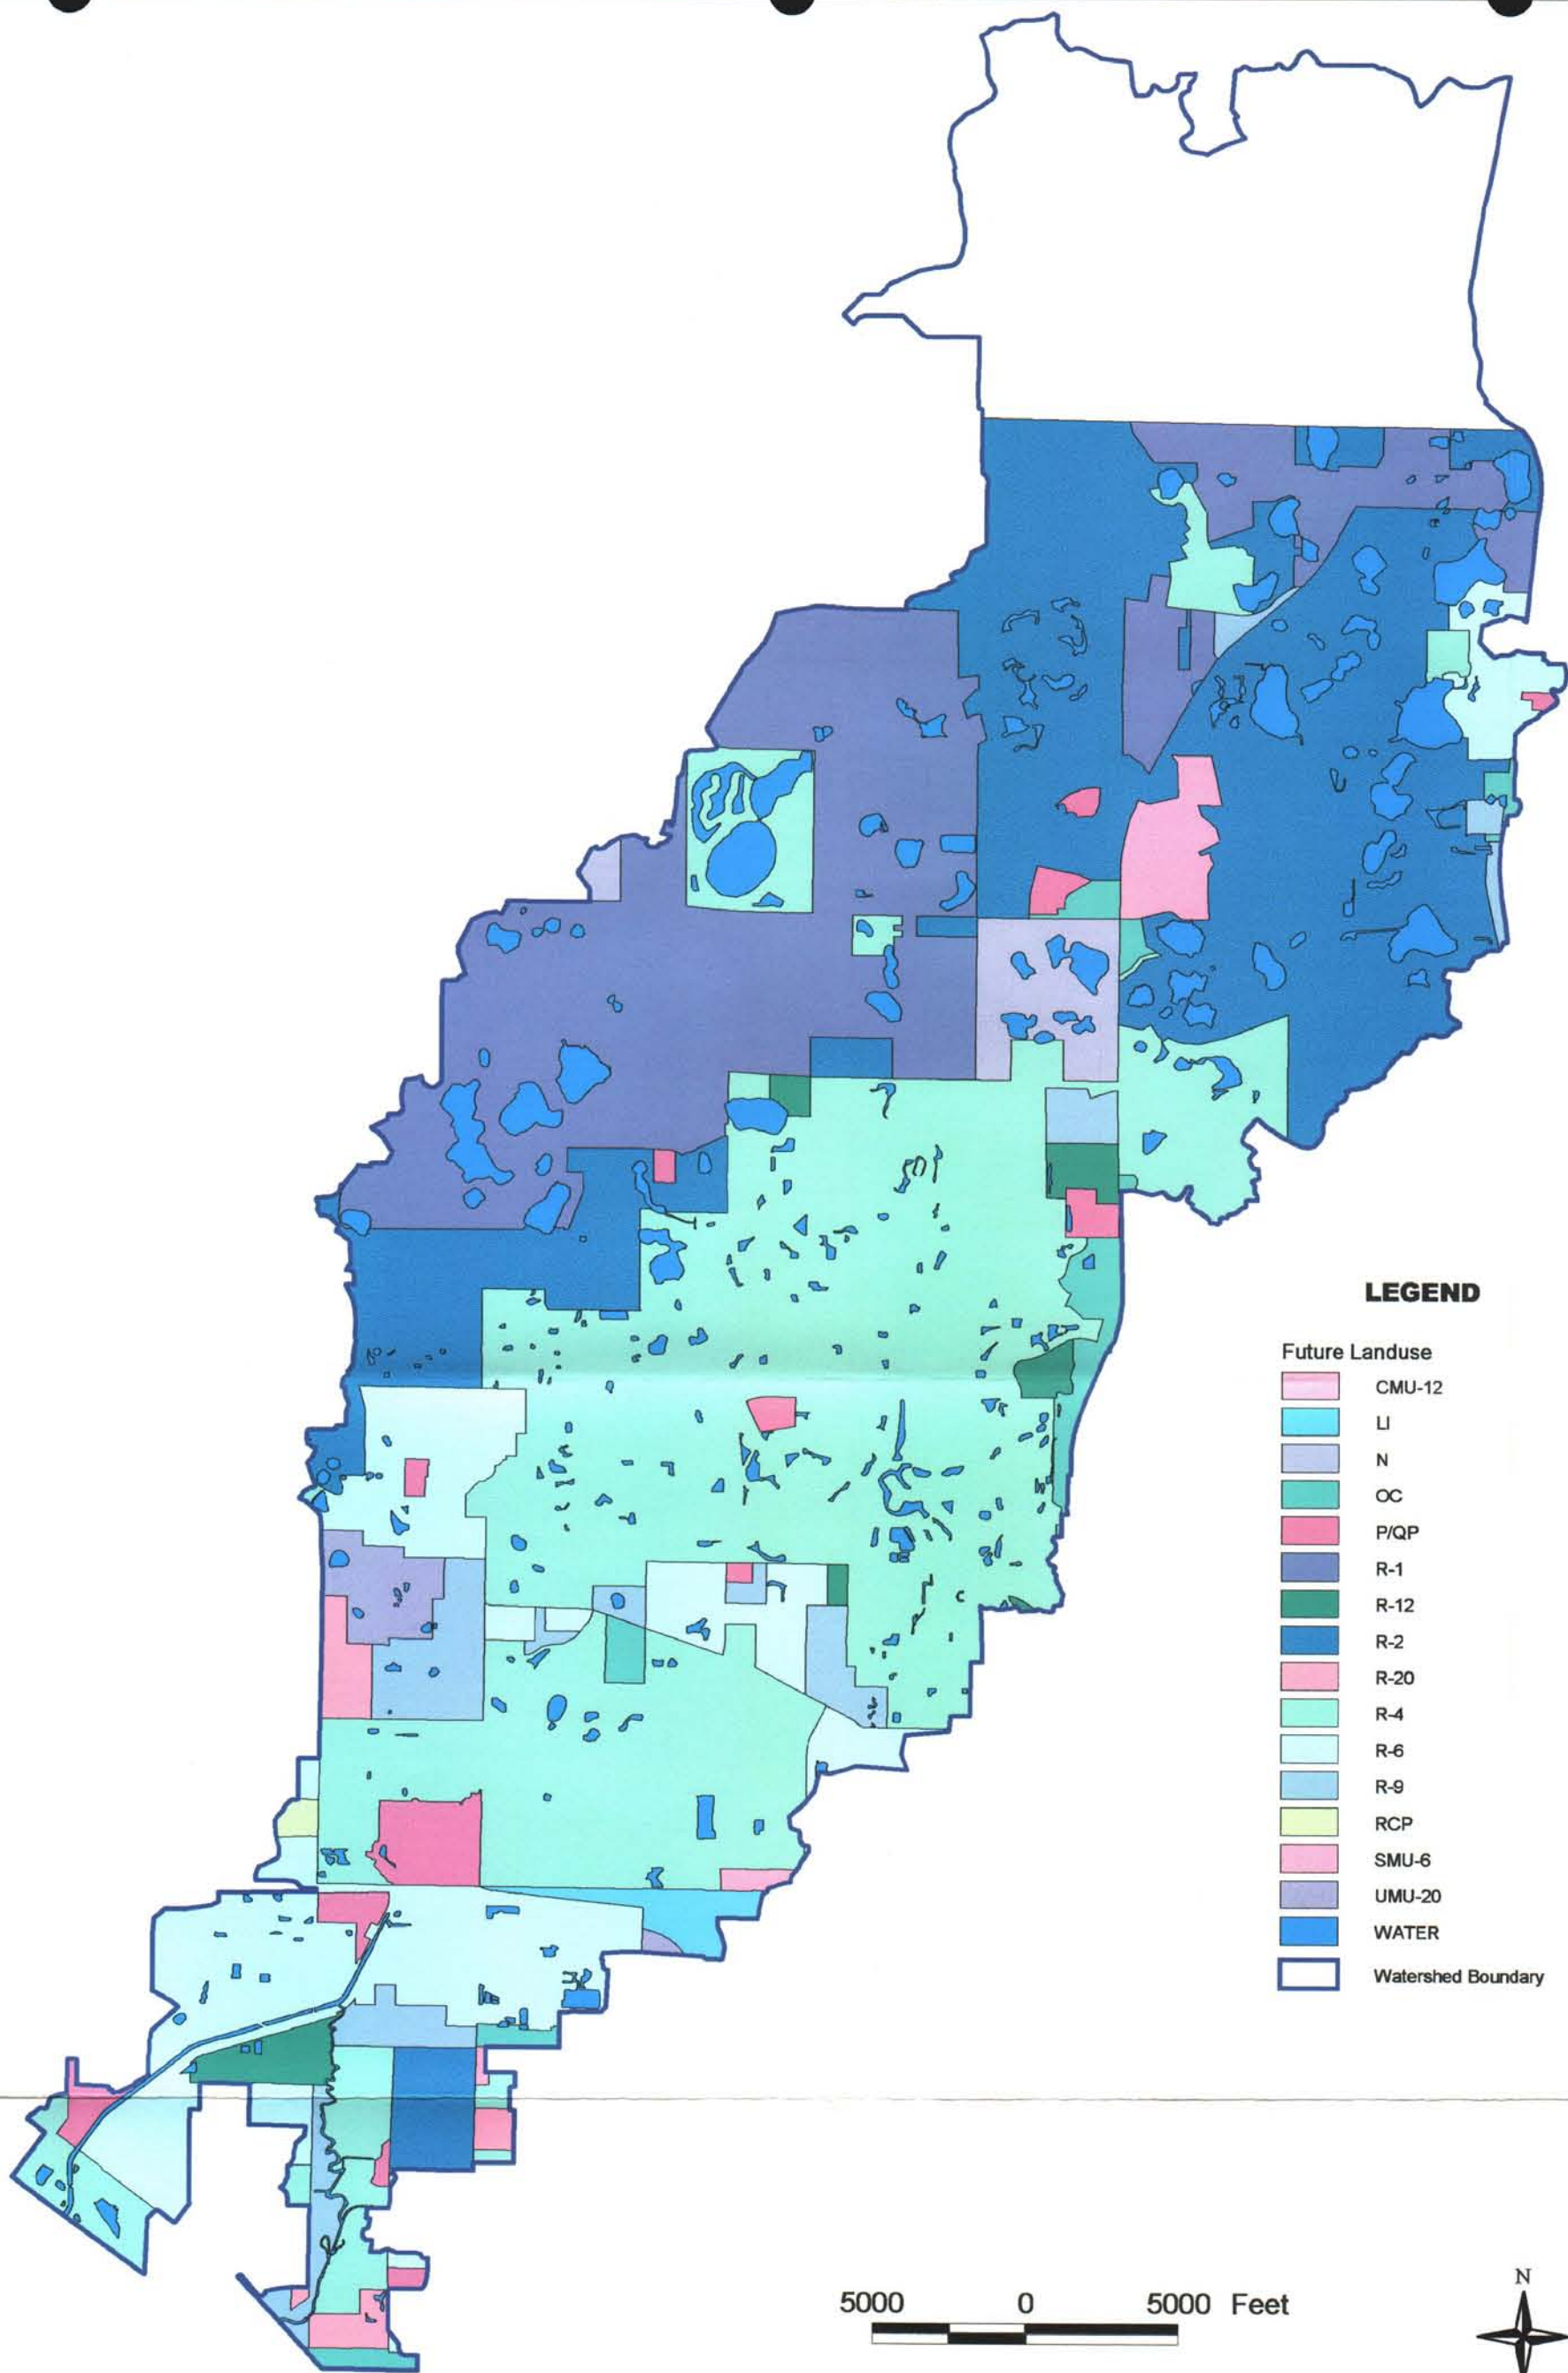 LEGEND
Future Landuse
CMU-12
LI
N
OC
P/QP
R-1
R-12
R-2
R-20
R-4
R-6
R-9
RCP
SMU-6
UMU-20
WATER
Watershed Boundary
5000 0 5000 Feet
N